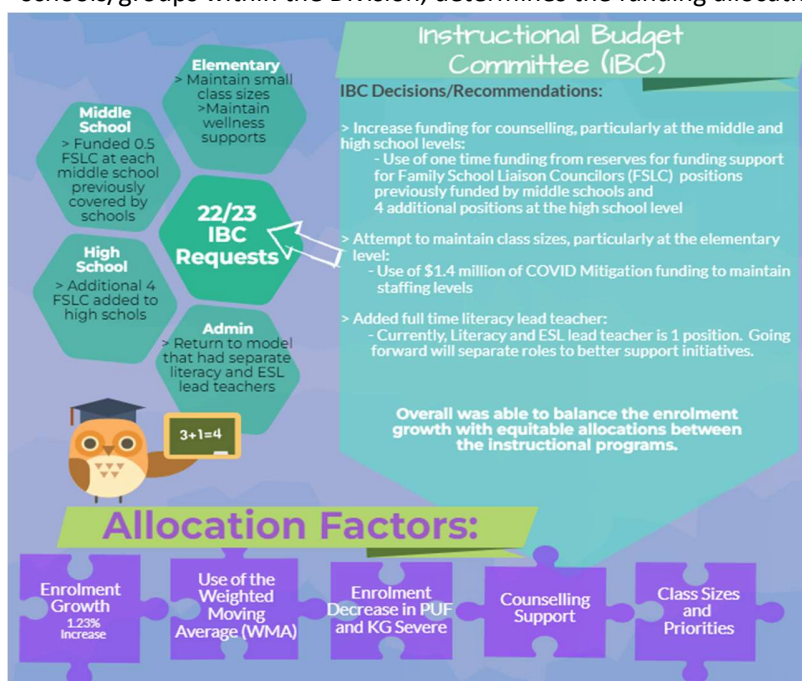 schools/groups within the Division, determines the funding allocati
Instructional Budget
Committee (IBC)
IBC Decisions/Recommendations:
> Increase funding for counselling, particularly at the middle and
high school levels:
- Use of one time funding from reserves for funding support
for Family School Liaison Councilors (FSLC) positions
previously funded by middle schools and
4 additional positions at the high school level
> Attempt to maintain class sizes, particularly at the elementary
level:
- Use of $1.4 million of COVID Mitigation funding to maintain
staffing levels
> Added full time literacy lead teacher:
- Currently, Literacy and ESL lead teacher is 1 position. Going
forward will separate roles to better support initiatives.
Overall was able to balance the enrolment
growth with equitable allocations between
the instructional programs.
Elementary
> Maintain small
class sizes
>Maintain
wellness
supports
Middle
School
> Funded 0.5
FSLC at each
middle school
previously
covered by
schools
22/23
IBC
Requests
High
School
> Additional 4
FSLC added to
high schols
Admin
> Return to model
that had separate
literacy and ESL
lead teachers
3+1=4
Allocation Factors:
Enrolment
Growth
1.23%
Increase
Use of the
Weighted
Moving
Average (WMA)
Enrolment
Decrease in PUF
and KG Severe
Counselling
Support
Class Sizes
and
Priorities